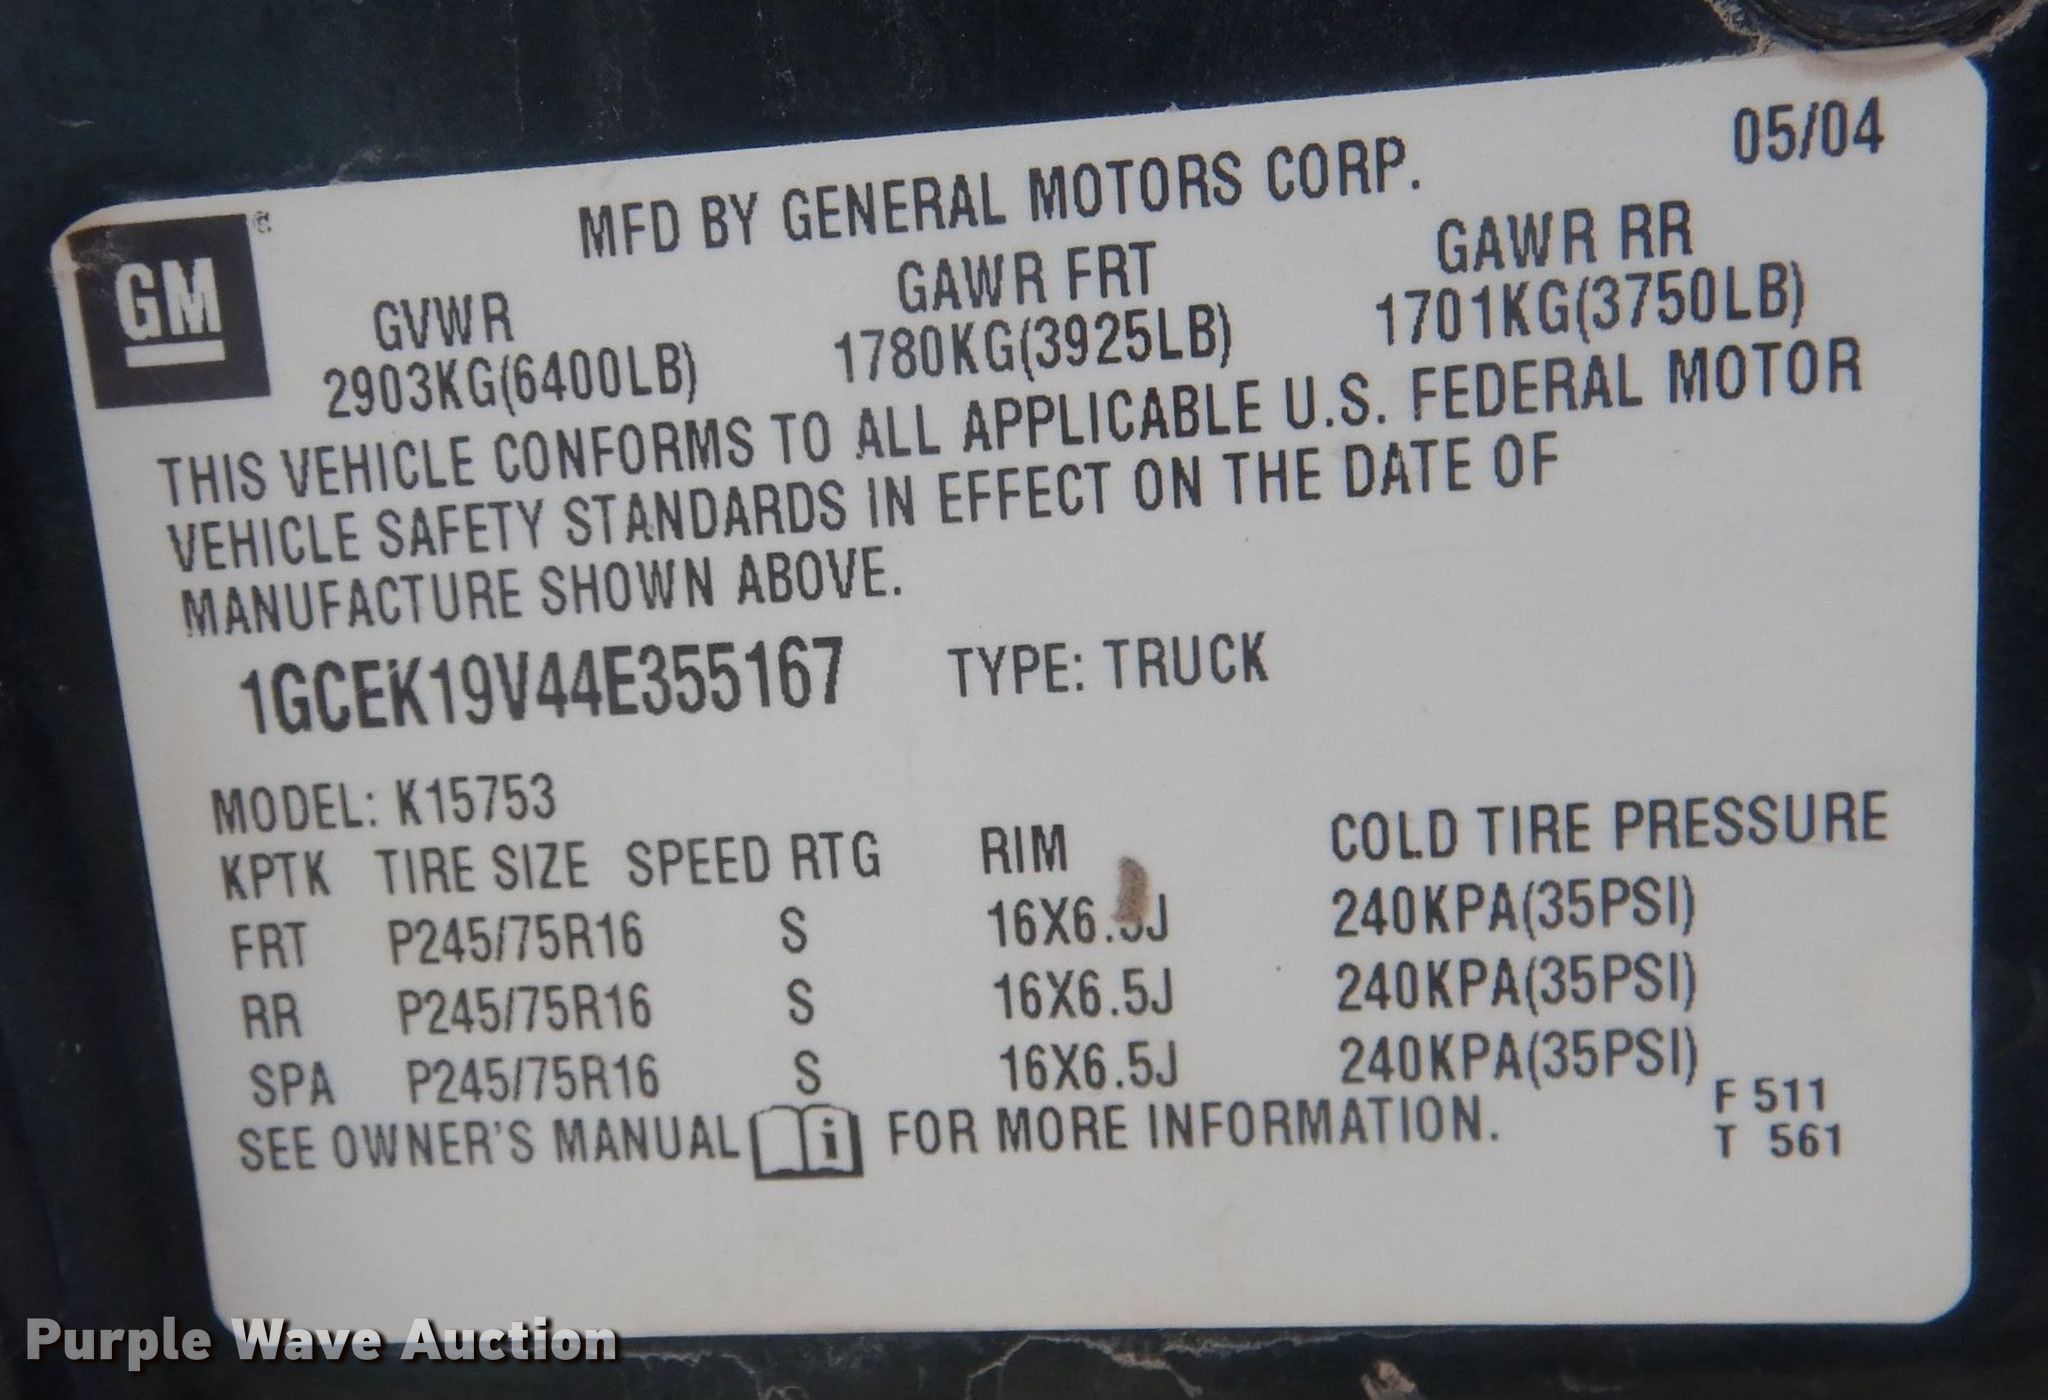 05/04
MFD BY GENERAL MOTORS CORP.
GM
GVWR GAWR FRT GAWR RR
2903KG(6400LB) 1780KG(3925LB) 1701KG(3750LB)
THIS VEHICLE CONFORMS TO ALL APPLICABLE U.S. FEDERAL MOTOR
VEHICLE SAFETY STANDARDS IN EFFECT ON THE DATE OF
MANUFACTURE SHOWN ABOVE.
1GCEK19V44E355167 TYPE: TRUCK
MODEL: K15753
KPTK TIRE SIZE SPEED RTG RIM COLD TIRE PRESSURE
FRT P245/75R16 S 16X6.5J 240KPA(35PSI)
RR P245/75R16 S 16X6.5J 240KPA(35PSI)
SPA P245/75R16 S 16X6.5J 240KPA(35PSI)
SEE OWNER'S MANUAL i FOR MORE INFORMATION.
F 511
T 561
Purple Wave Auction